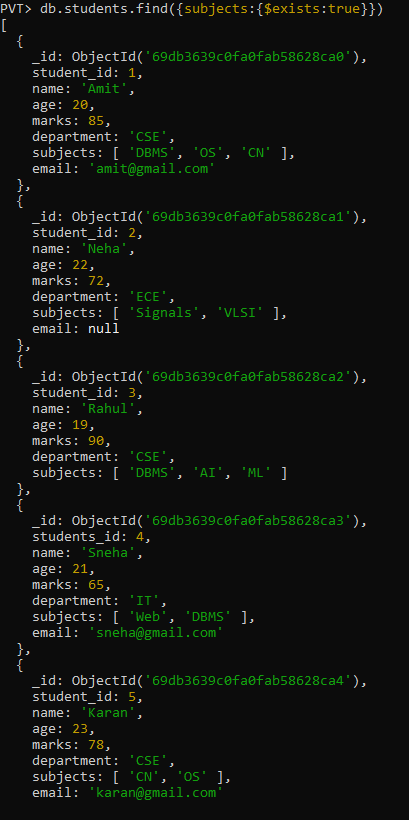 PVT> db.students.find({subjects:{$exists:true}})
[
  {
    _id: ObjectId('69db3639c0fa0fab58628ca0'),
    student_id: 1,
    name: 'Amit',
    age: 20,
    marks: 85,
    department: 'CSE',
    subjects: [ 'DBMS', 'OS', 'CN' ],
    email: 'amit@gmail.com'
  },
  {
    _id: ObjectId('69db3639c0fa0fab58628ca1'),
    student_id: 2,
    name: 'Neha',
    age: 22,
    marks: 72,
    department: 'ECE',
    subjects: [ 'Signals', 'VLSI' ],
    email: null
  },
  {
    _id: ObjectId('69db3639c0fa0fab58628ca2'),
    student_id: 3,
    name: 'Rahul',
    age: 19,
    marks: 90,
    department: 'CSE',
    subjects: [ 'DBMS', 'AI', 'ML' ]
  },
  {
    _id: ObjectId('69db3639c0fa0fab58628ca3'),
    students_id: 4,
    name: 'Sneha',
    age: 21,
    marks: 65,
    department: 'IT',
    subjects: [ 'Web', 'DBMS' ],
    email: 'sneha@gmail.com'
  },
  {
    _id: ObjectId('69db3639c0fa0fab58628ca4'),
    student_id: 5,
    name: 'Karan',
    age: 23,
    marks: 78,
    department: 'CSE',
    subjects: [ 'CN', 'OS' ],
    email: 'karan@gmail.com'